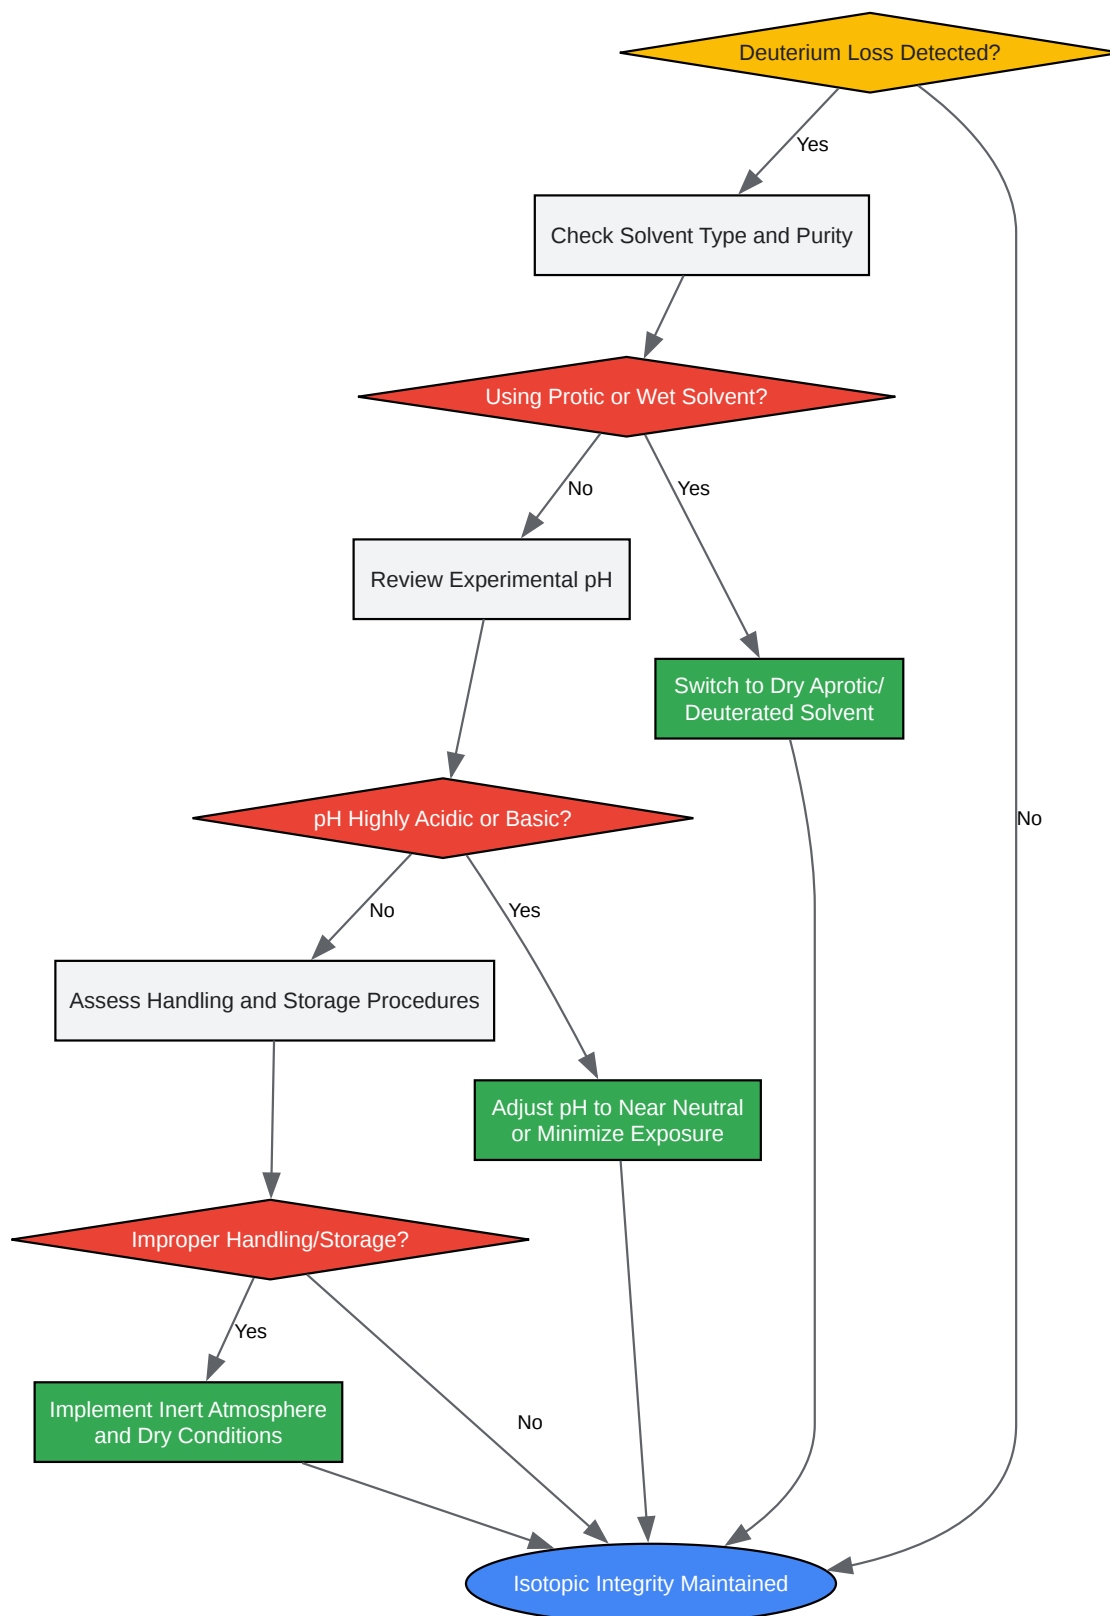 Deuterium Loss Detected?
Yes
Check Solvent Type and Purity
Using Protic or Wet Solvent?
No
Yes
Review Experimental pH
Switch to Dry Aprotic/
Deuterated Solvent
pH Highly Acidic or Basic?
No
No
Yes
Assess Handling and Storage Procedures
Adjust pH to Near Neutral
or Minimize Exposure
Improper Handling/Storage?
Yes
Implement Inert Atmosphere
and Dry Conditions
No
Isotopic Integrity Maintained